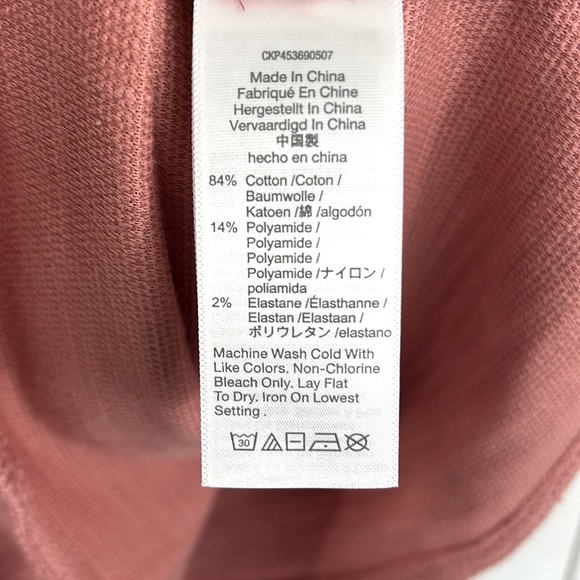 CKP453690507
Made In China
Fabriqué En Chine
Hergestellt In China
Vervaardigd In China
中国製
hecho en china
84% Cotton /Coton /
Baumwolle /
Katoen /綿 /algodón
14% Polyamide /
Polyamide /
Polyamide /
Polyamide /ナイロン /
poliamida
2% Elastane /Élasthanne /
Elastan /Elastaan /
ポリウレタン /elastano
Machine Wash Cold With
Like Colors. Non-Chlorine
Bleach Only. Lay Flat
To Dry. Iron On Lowest
Setting .
30